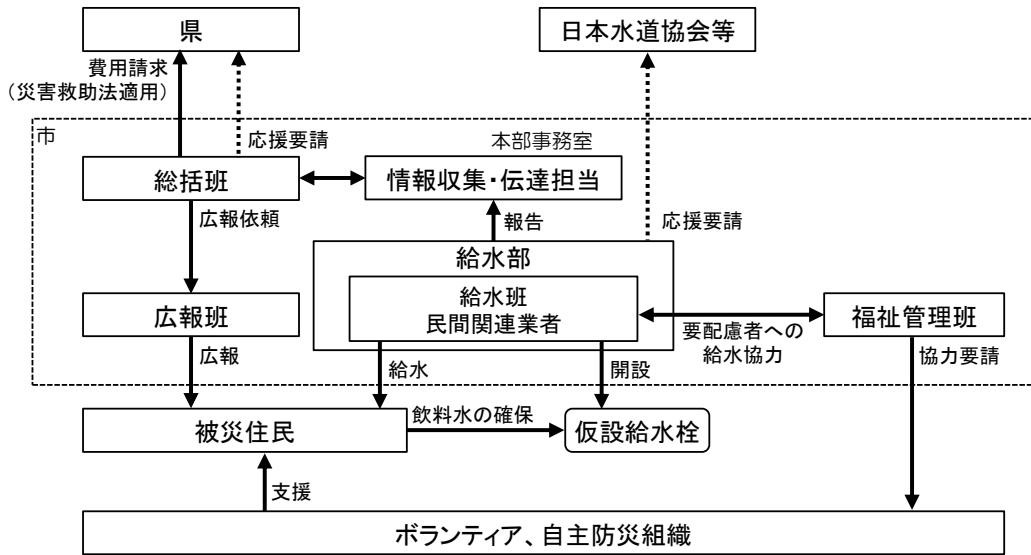 県
日本水道協会等
費用請求
（災害救助法適用）
市
応援要請
本部事務室
総括班
情報収集・伝達担当
広報依頼
報告
応援要請
給水部
給水班
民間関連業者
広報班
福祉管理班
要配慮者への
給水協力
広報
給水
開設
協力要請
被災住民
飲料水の確保
仮設給水栓
支援
ボランティア、自主防災組織